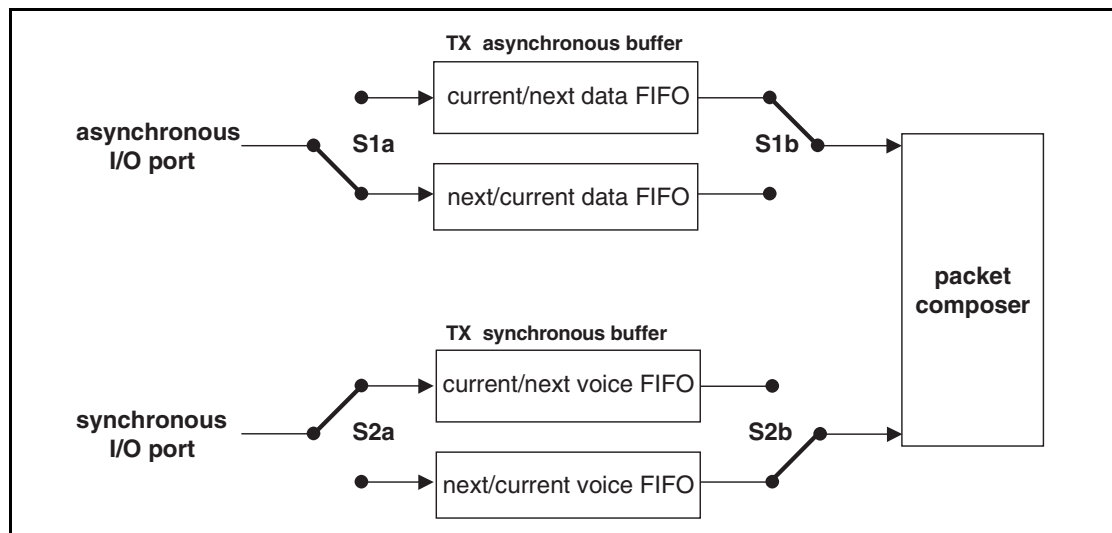 TX asynchronous buffer
current/next data FIFO
asynchronous
I/O port
S1a
S1b
next/current data FIFO
packet
composer
TX synchronous buffer
current/next voice FIFO
synchronous
I/O port
S2a
S2b
next/current voice FIFO